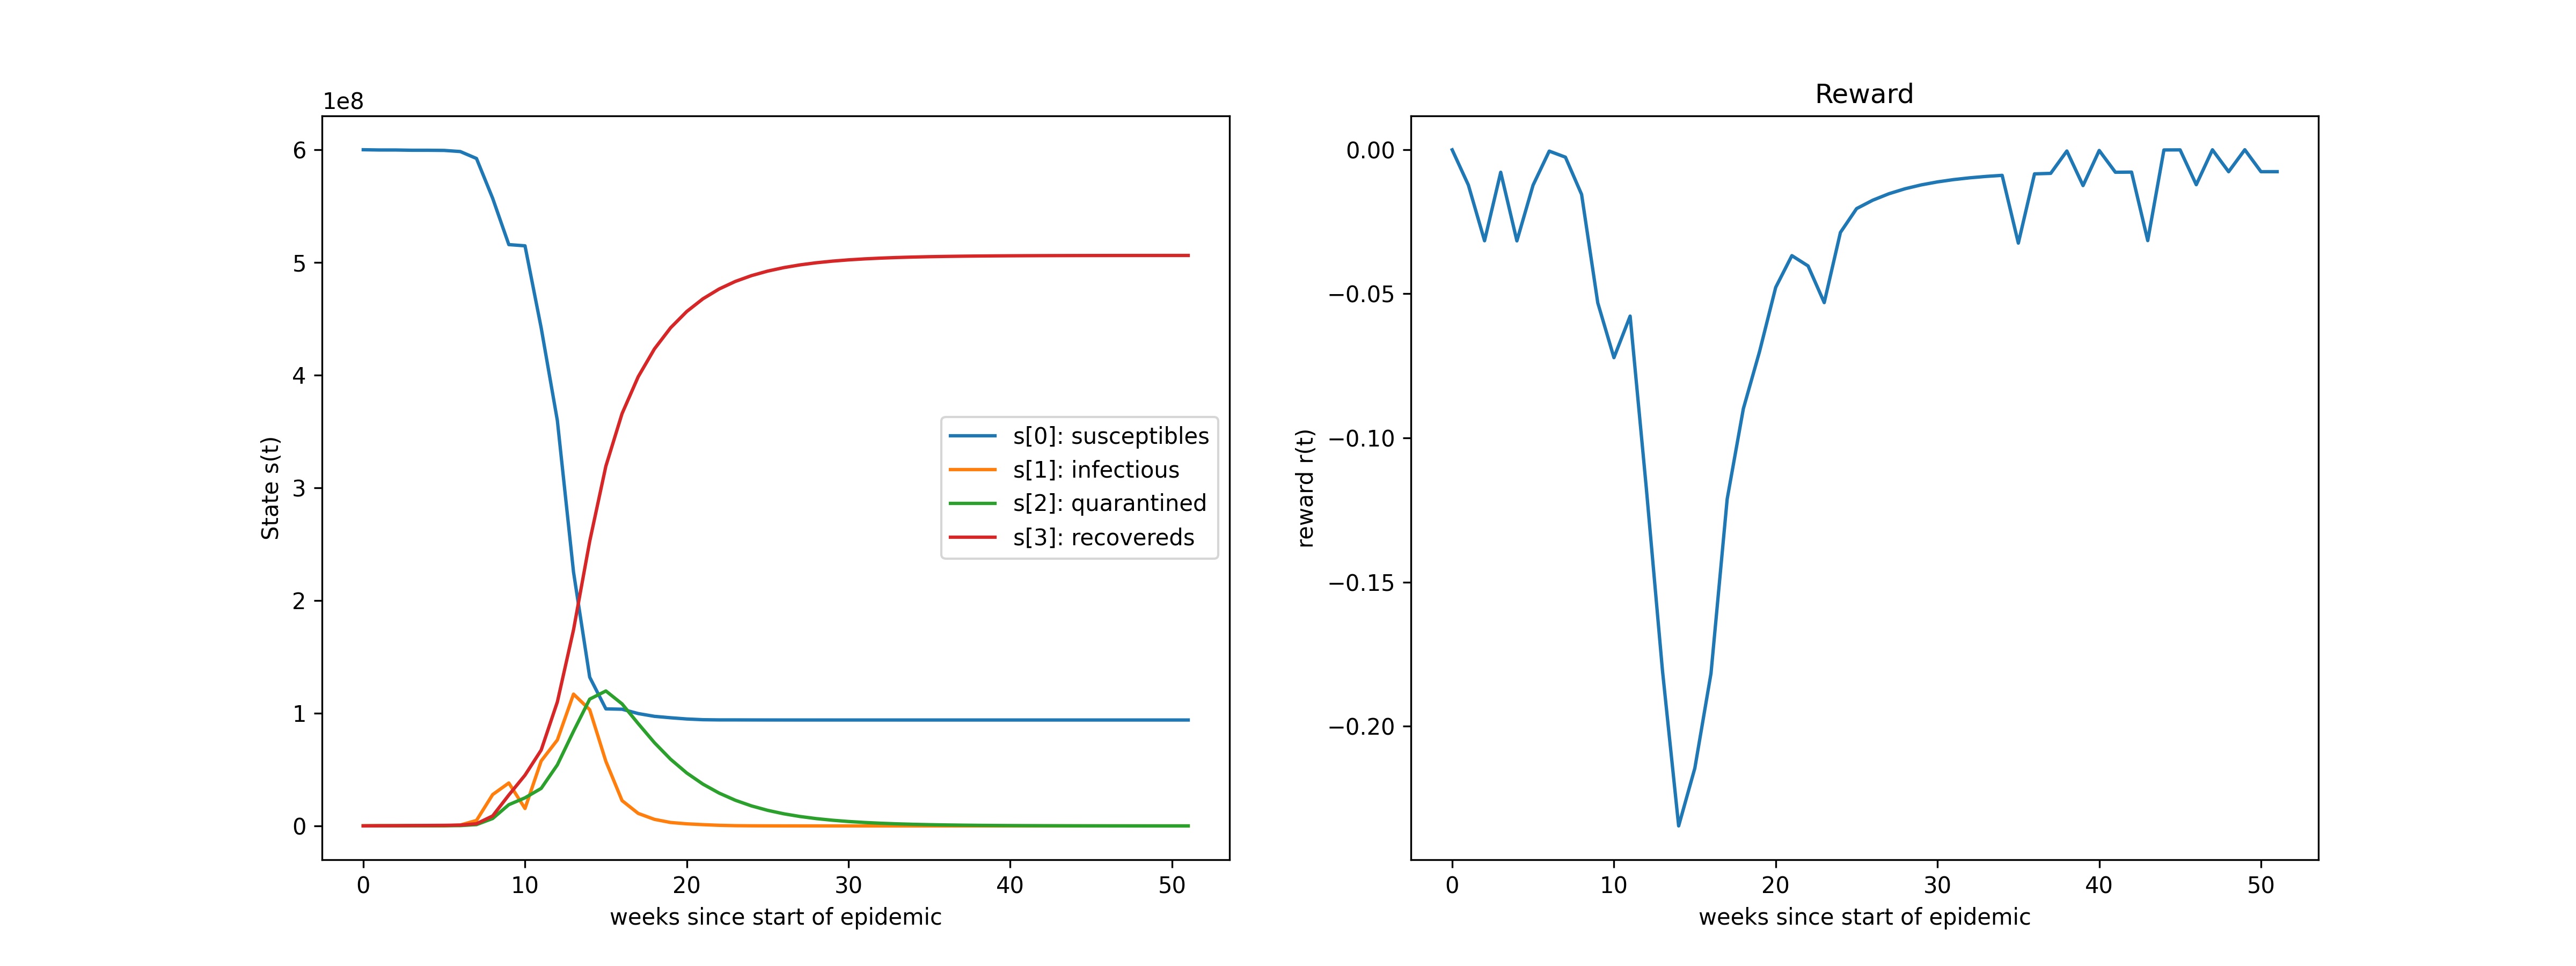 1e8
6
5
4
3
2
1
0
State s(t)
0 10 20 30 40 50
weeks since start of epidemic
s[0]: susceptibles
s[1]: infectious
s[2]: quarantined
s[3]: recovereds
Reward
0.00
−0.05
−0.10
−0.15
−0.20
reward r(t)
0 10 20 30 40 50
weeks since start of epidemic